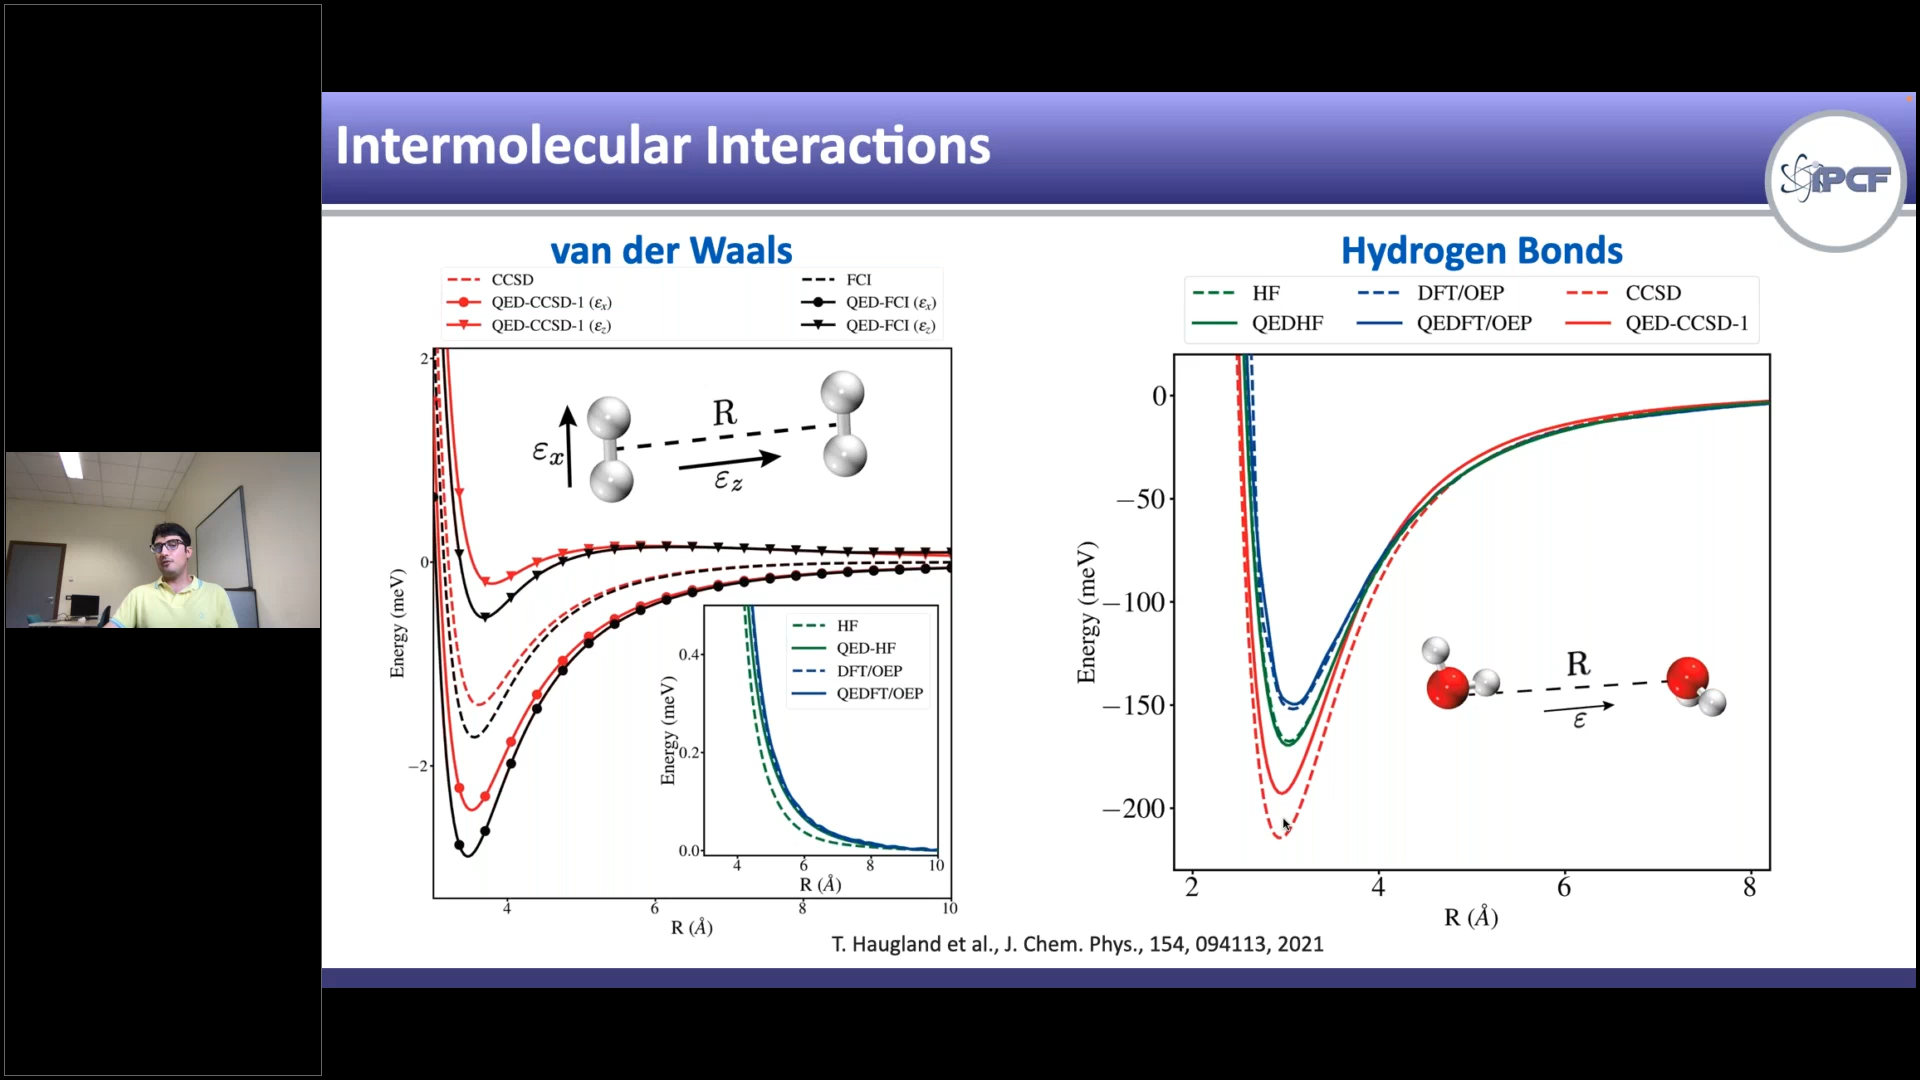 Intermolecular Interactions
IPCF
van der Waals
CCSD
QED-CCSD-1 (εx)
QED-CCSD-1 (εz)
FCI
QED-FCI (εx)
QED-FCI (εz)
2
0
−2
Energy (meV)
εx
R
εz
HF
QED-HF
DFT/OEP
QEDFT/OEP
0.4
0.2
0.0
Energy (meV)
4 6 8 10
R (Å)
4 6 8 10
R (Å)
Hydrogen Bonds
HF
QEDHF
DFT/OEP
QEDFT/OEP
CCSD
QED-CCSD-1
0
−50
−100
−150
−200
Energy (meV)
R
ε
2 4 6 8
R (Å)
T. Haugland et al., J. Chem. Phys., 154, 094113, 2021